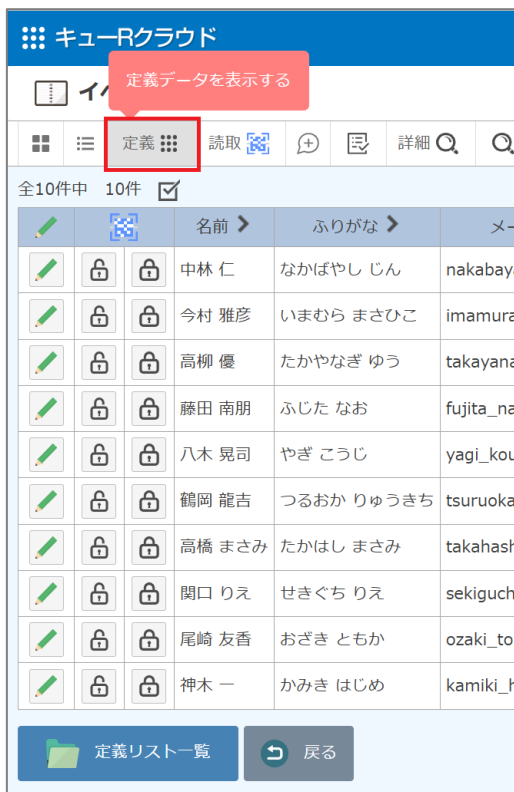 キューRクラウド
定義データを表示する
イベ
定義 読取 詳細
全10件中 10件
名前 ふりがな メー
中林 仁 なかばやし じん nakabay
今村 雅彦 いまむら まさひこ imamura
高柳 優 たかやなぎ ゆう takayana
藤田 南朋 ふじた なお fujita_na
八木 晃司 やぎ こうじ yagi_kou
鶴岡 龍吉 つるおか りゅうきち tsuruoka
高橋 まさみ たかはし まさみ takahash
関口 りえ せきぐち りえ sekiguch
尾崎 友香 おざき ともか ozaki_to
神木 一 かみき はじめ kamiki_h
定義リスト一覧 戻る